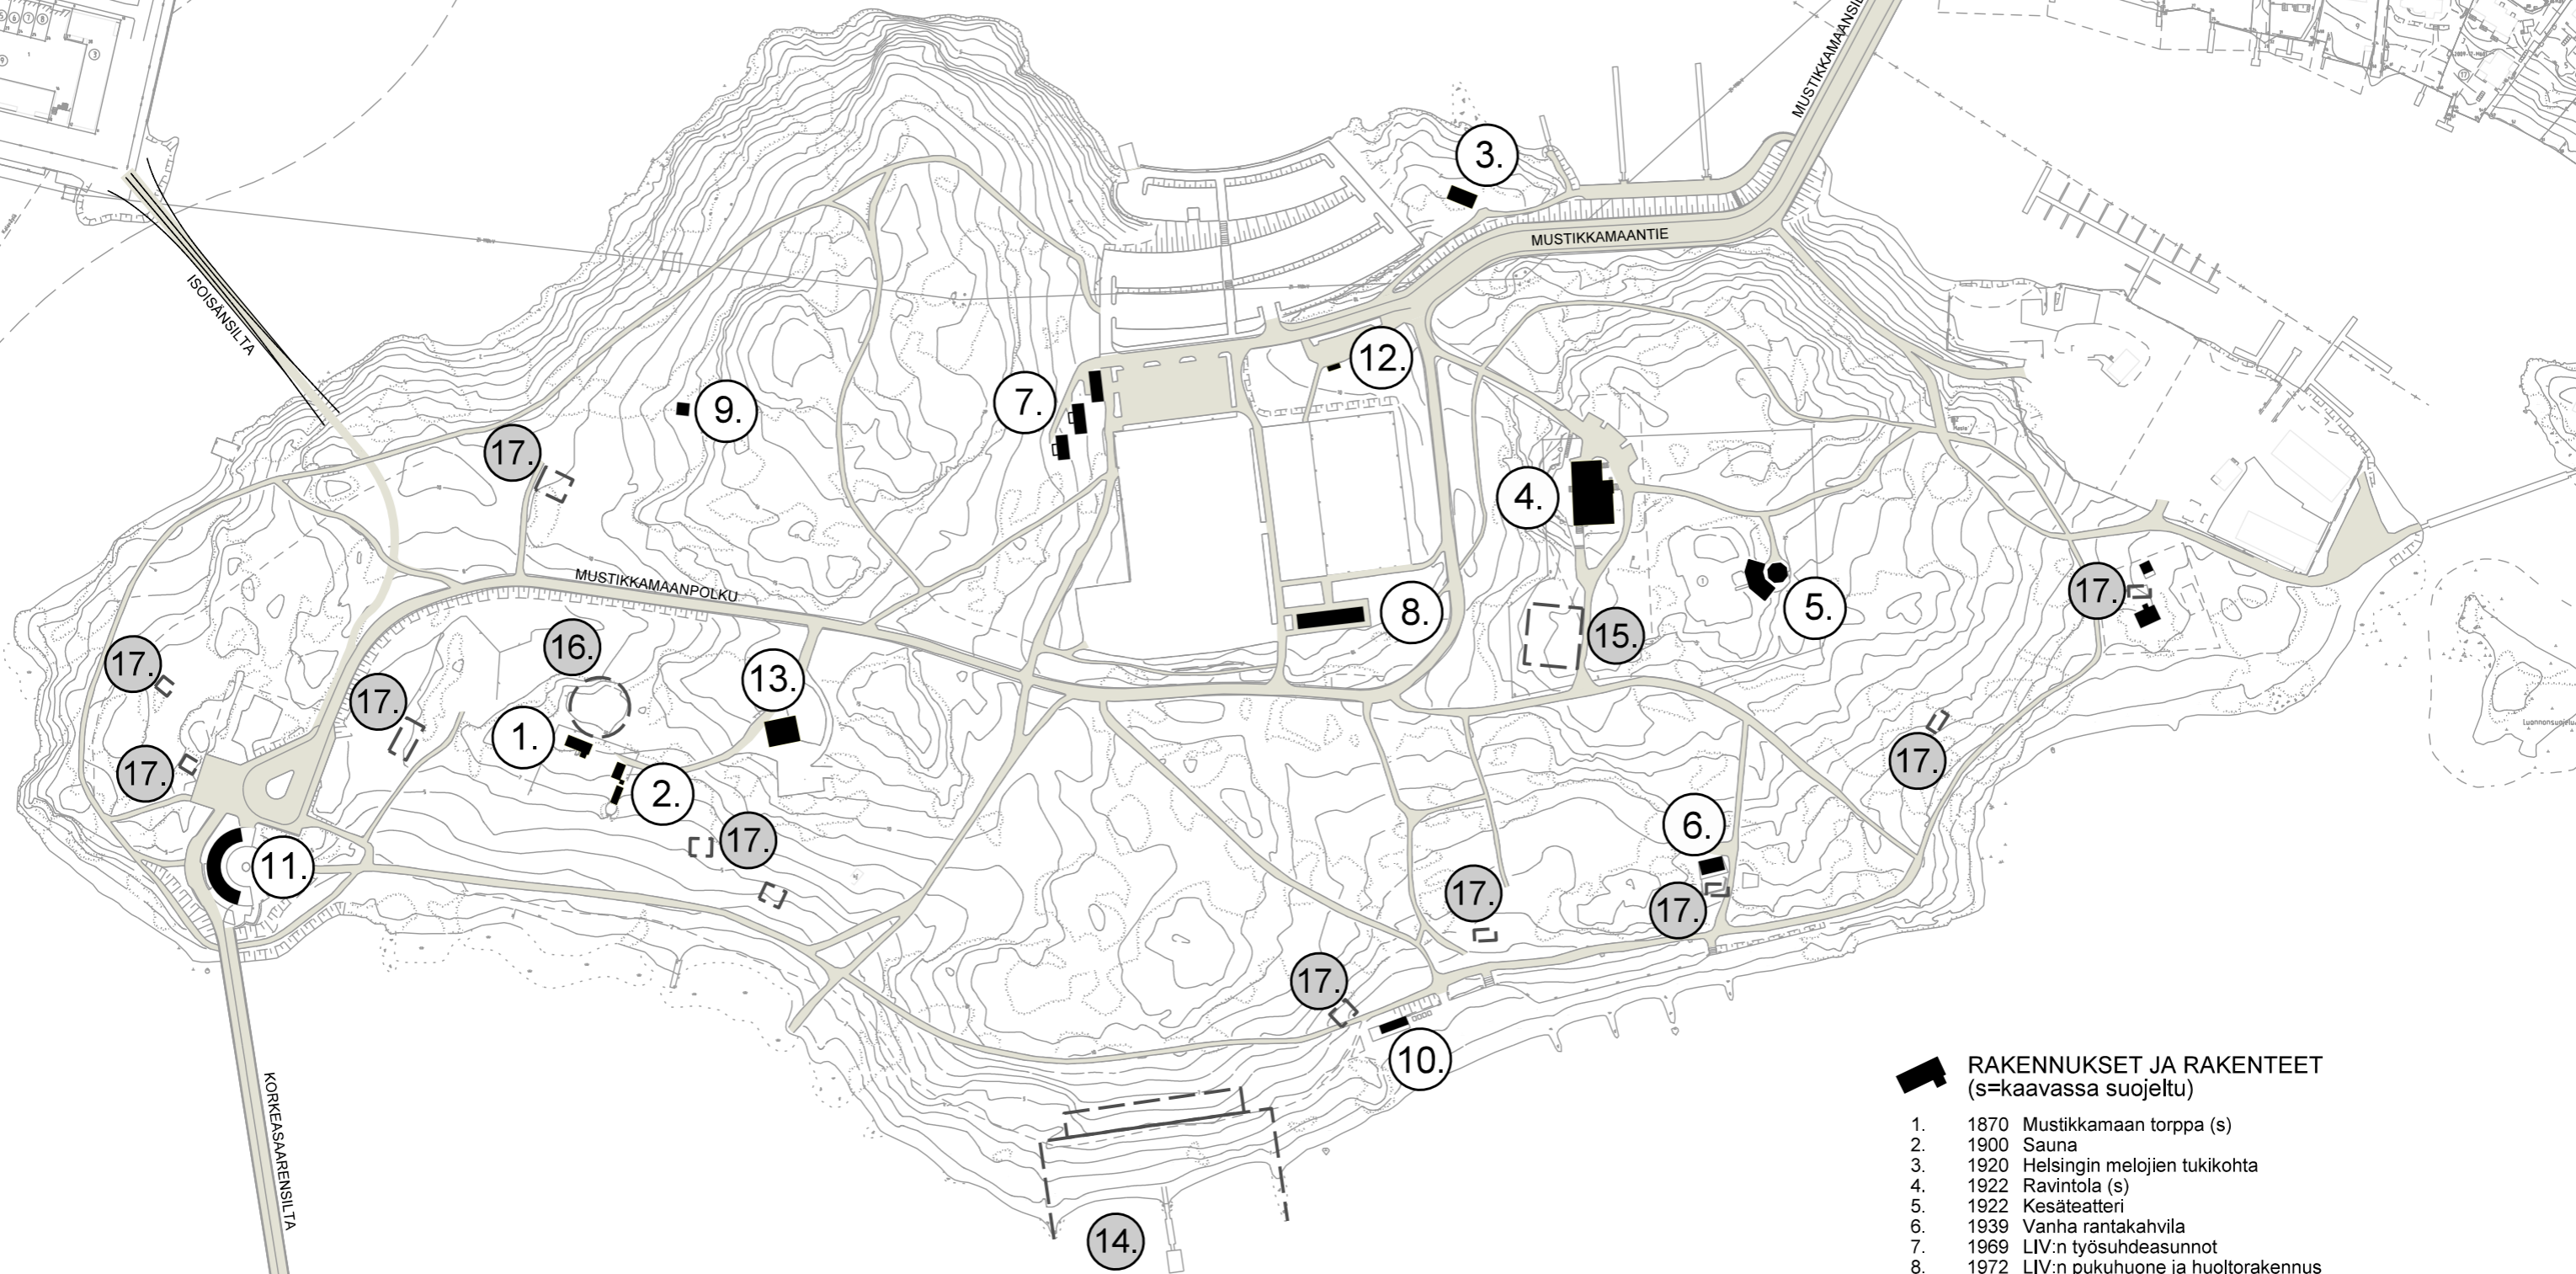 MUSTIKKAMAANSIL
3.
MUSTIKKAMAANTIE
ISOISÄNSILTA
12.
7.
9.
17.
4.
MUSTIKKAMAANPOLKU
17.
5.
8.
15.
16.
17.
13.
17.
1.
17.
17.
2.
6.
17.
11.
17.
17.
17.
10.
KORKEASAARENSILTA
14.
RAKENNUKSET JA RAKENTEET
(s=kaavassa suojeltu)
1. 1870 Mustikkamaan torppa (s)
2. 1900 Sauna
3. 1920 Helsingin melojien tukikohta
4. 1922 Ravintola (s)
5. 1922 Kesäteatteri
6. 1939 Vanha rantakahvila
7. 1969 LIV:n työsuhdeasunnot
8. 1972 LIV:n pukuhuone ja huoltorakennus